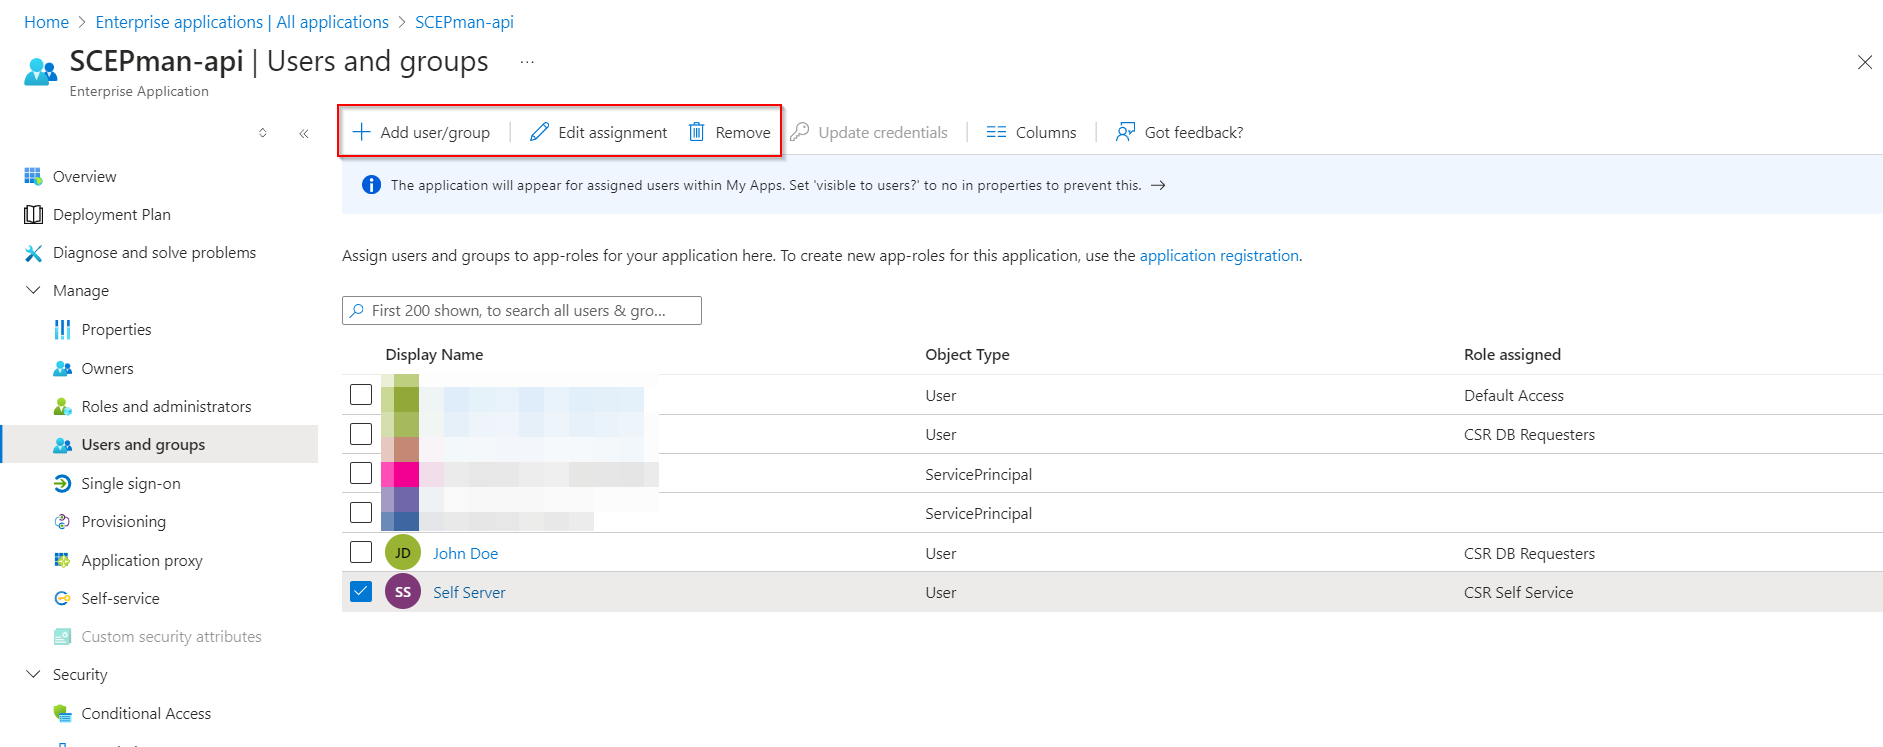 Home > Enterprise applications | All applications > SCEPman-api
SCEPman-api | Users and groups ...
Enterprise Application
Add user/group | Edit assignment Remove Update credentials | Columns | Got feedback?
Overview
Deployment Plan
Diagnose and solve problems
Manage
Properties
Owners
Roles and administrators
Users and groups
Single sign-on
Provisioning
Application proxy
Self-service
Custom security attributes
Security
Conditional Access
The application will appear for assigned users within My Apps. Set 'visible to users?' to no in properties to prevent this. →
Assign users and groups to app-roles for your application here. To create new app-roles for this application, use the application registration.
First 200 shown, to search all users & gro...
Display Name Object Type Role assigned
User Default Access
User CSR DB Requesters
ServicePrincipal
ServicePrincipal
JD John Doe User CSR DB Requesters
SS Self Server User CSR Self Service